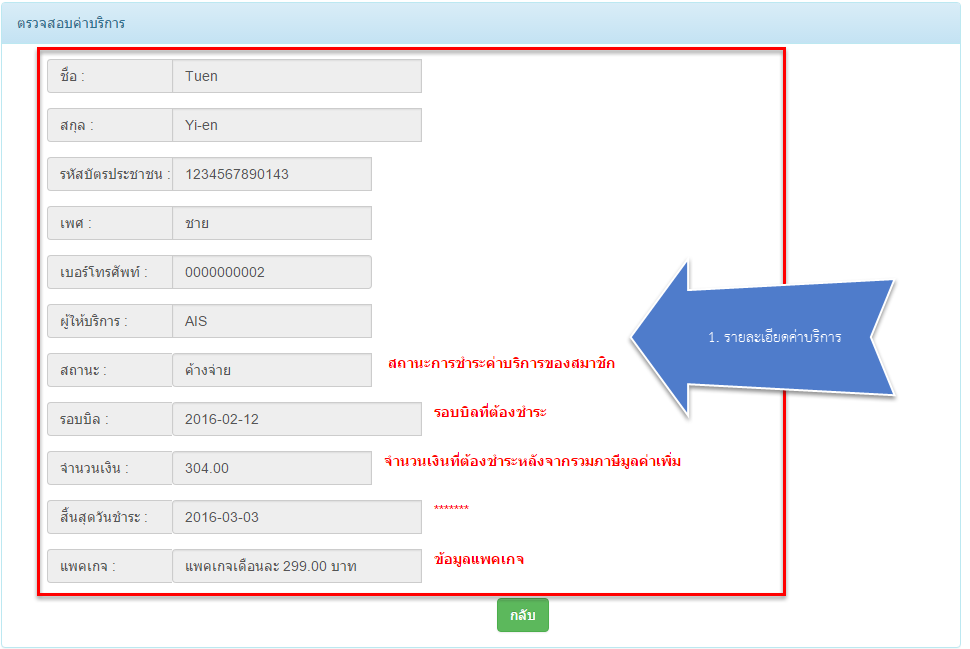 ตรวจสอบค่าบริการ
ชื่อ : Tuen
สกุล : Yi-en
รหัสบัตรประชาชน : 1234567890143
เพศ : ชาย
เบอร์โทรศัพท์ : 0000000002
ผู้ให้บริการ : AIS
1. รายละเอียดค่าบริการ
สถานะ : ค้างจ่าย สถานะการชำระค่าบริการของสมาชิก
รอบบิล : 2016-02-12 รอบบิลที่ต้องชำระ
จำนวนเงิน : 304.00 จำนวนเงินที่ต้องชำระหลังจากรวมภาษีมูลค่าเพิ่ม
สิ้นสุดวันชำระ : 2016-03-03 *******
แพคเกจ : แพคเกจเดือนละ 299.00 บาท ข้อมูลแพคเกจ
กลับ